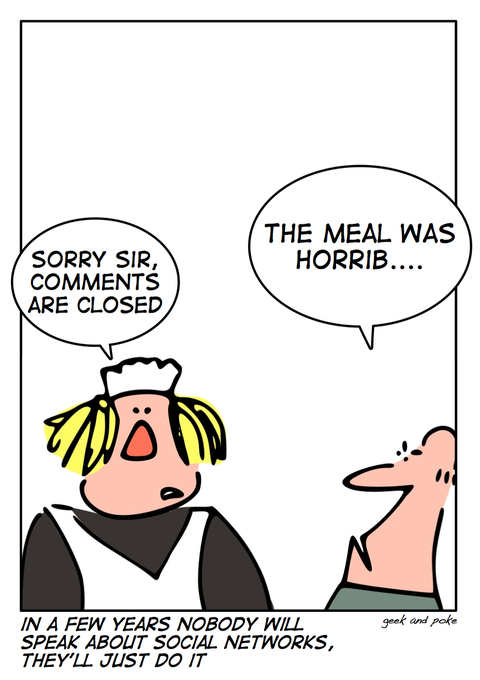 THE MEAL WAS
HORRIB....
SORRY SIR,
COMMENTS
ARE CLOSED
geek and poke
IN A FEW YEARS NOBODY WILL
SPEAK ABOUT SOCIAL NETWORKS,
THEY'LL JUST DO IT